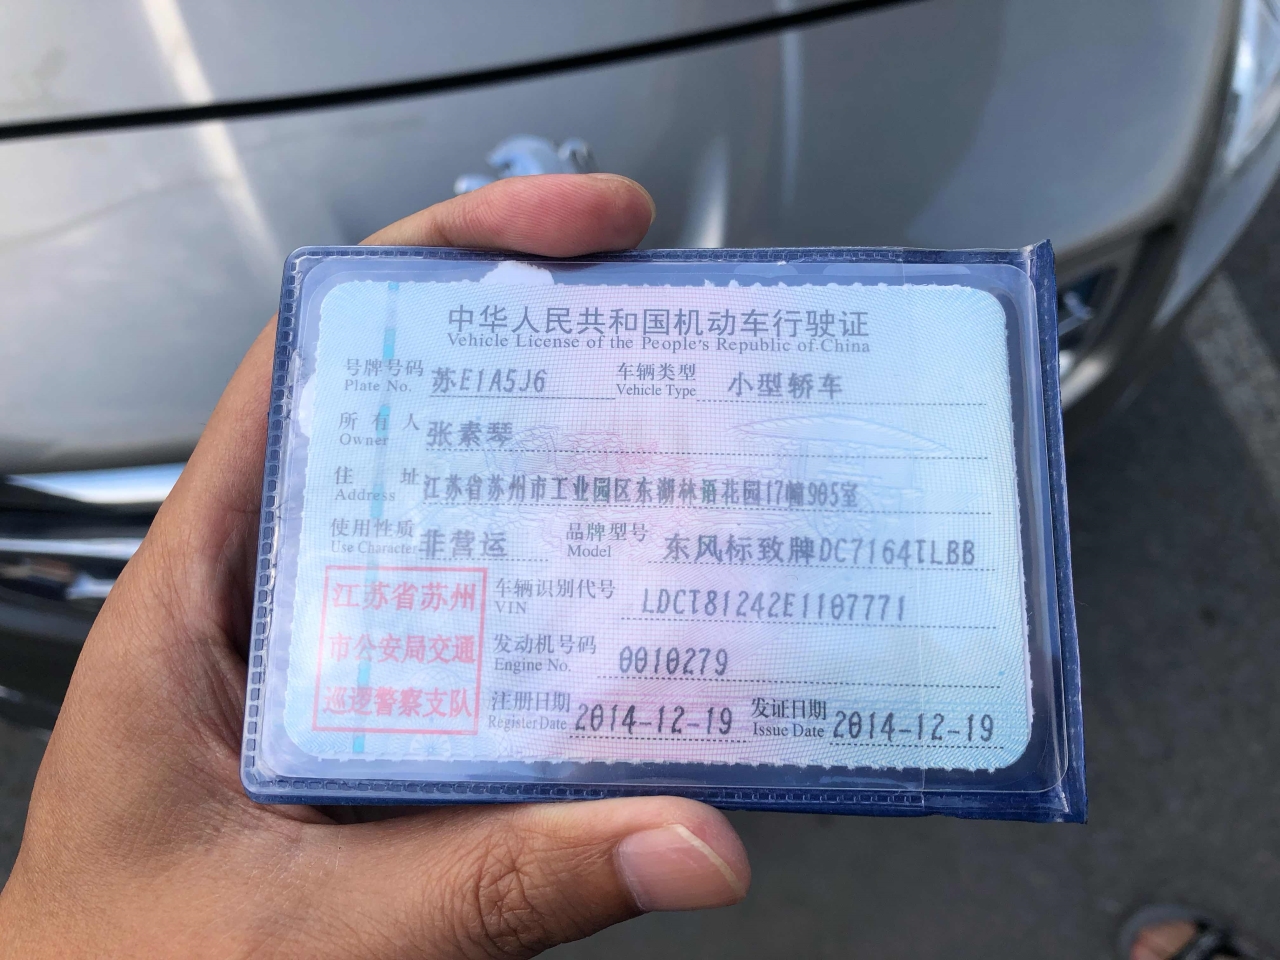 中华人民共和国机动车行驶证
Vehicle License of the People's Republic of China
号牌号码 苏E1A5J6 车辆类型 小型轿车
Plate No. Vehicle Type
所有人 张素琴
Owner
住址 江苏省苏州市工业园区东湖林语花园17幢905室
Address
使用性质 非营运 品牌型号 东风标致牌DC7164TLBB
Use Character Model
车辆识别代号 LDCT81242E1107771
VIN
发动机号码 0010279
Engine No.
注册日期 2014-12-19 发证日期 2014-12-19
Register Date Issue Date
江苏省苏州
市公安局交通
巡逻警察支队